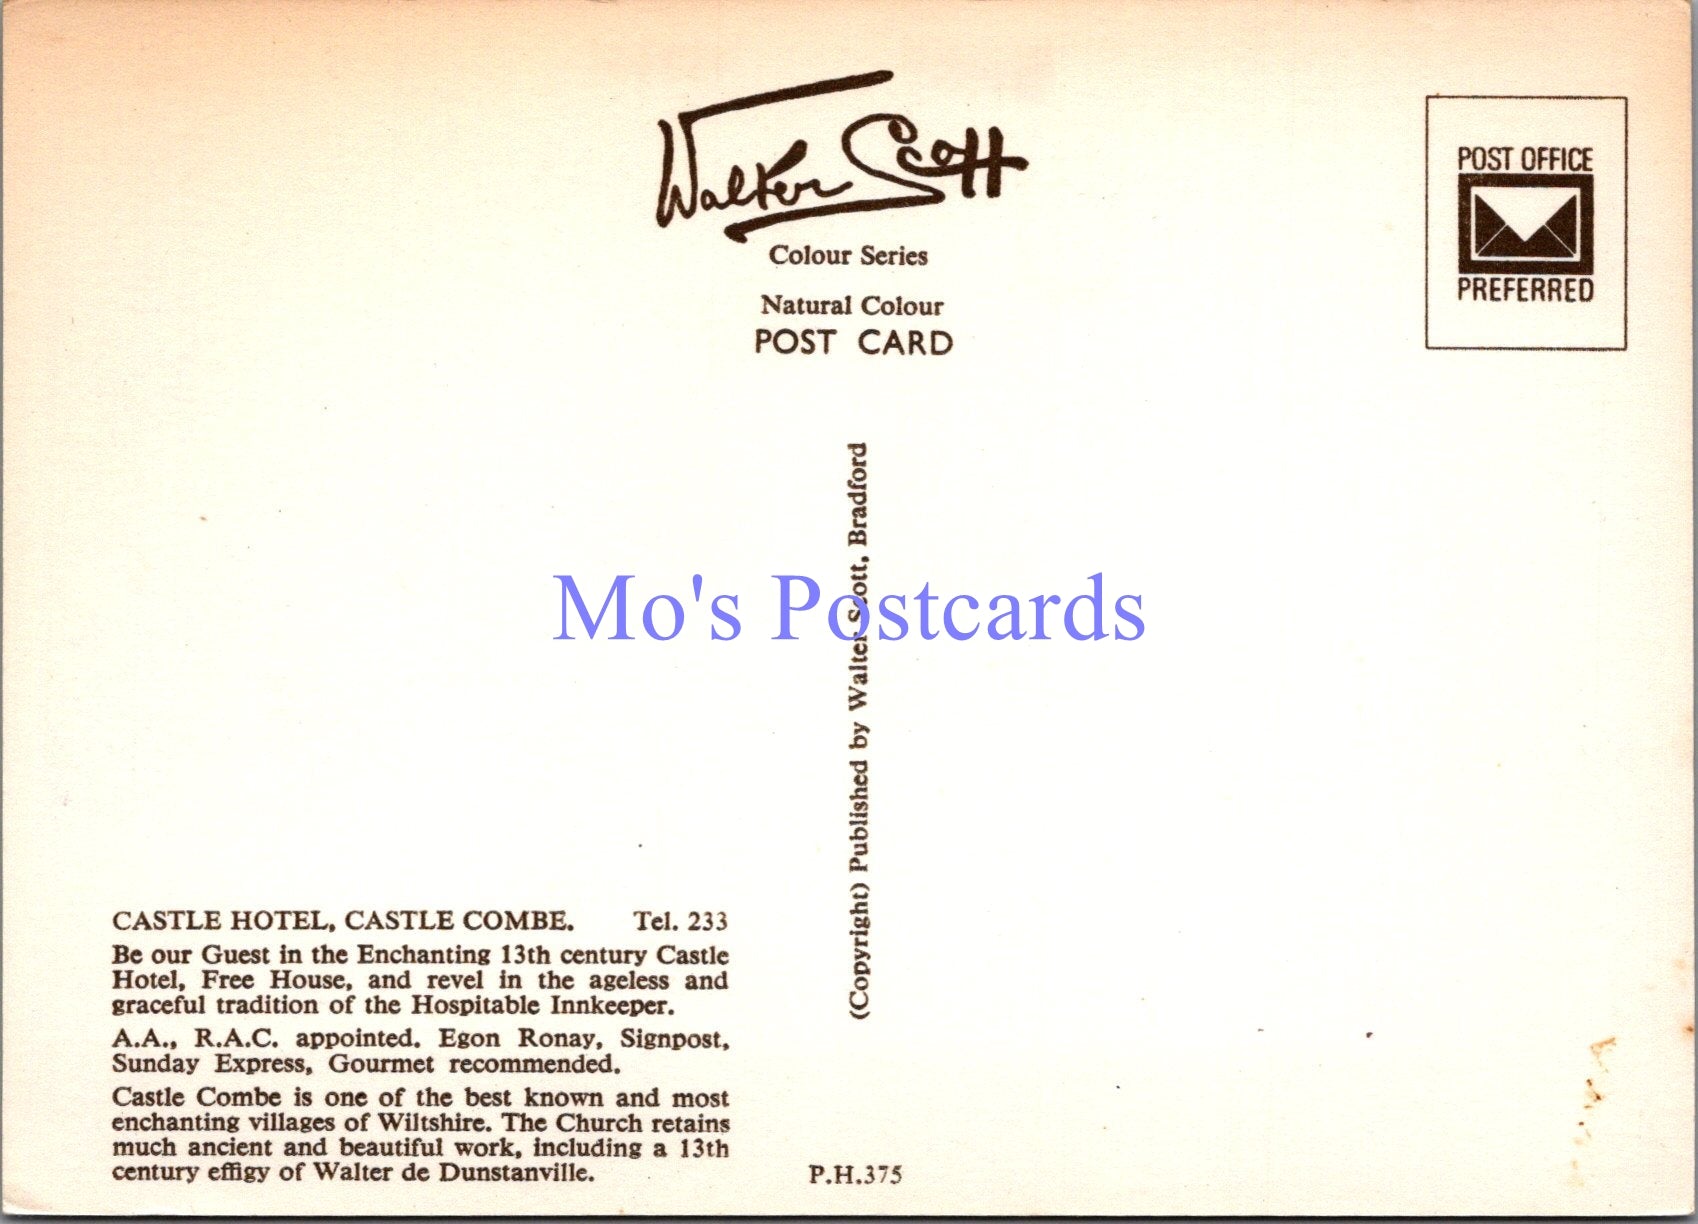 Walter Scott
Colour Series
Natural Colour
POST CARD
POST OFFICE
PREFERRED
(Copyright) Published by Walter Scott, Bradford
Mo's Postcards
CASTLE HOTEL, CASTLE COMBE. Tel. 233
Be our Guest in the Enchanting 13th century Castle
Hotel, Free House, and revel in the ageless and
graceful tradition of the Hospitable Innkeeper.
A.A., R.A.C. appointed. Egon Ronay, Signpost,
Sunday Express, Gourmet recommended.
Castle Combe is one of the best known and most
enchanting villages of Wiltshire. The Church retains
much ancient and beautiful work, including a 13th
century effigy of Walter de Dunstanville.
P.H.375